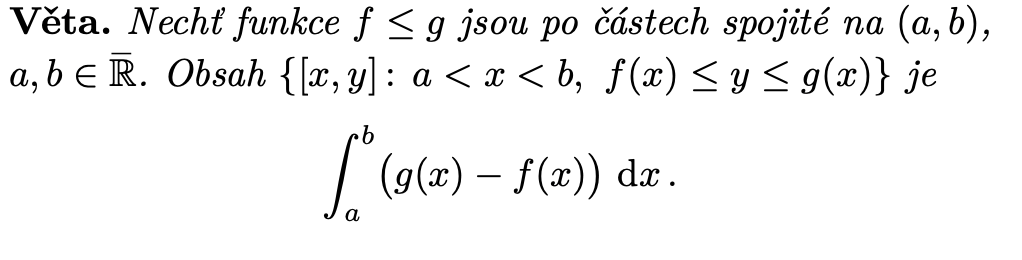 Věta. Nechť funkce f ≤ g jsou po částech spojité na (a, b),
a, b ∈ ℝ̅. Obsah {[x, y] : a < x < b, f(x) ≤ y ≤ g(x)} je
∫_a^b (g(x) − f(x)) dx .